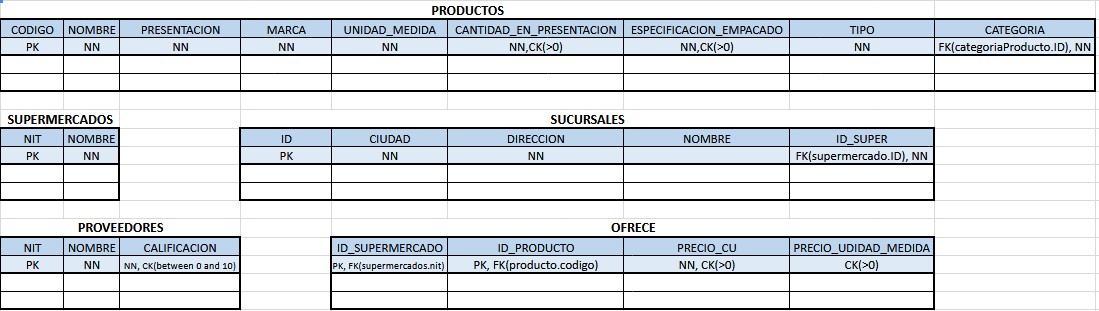 PRODUCTOS
CODIGO NOMBRE PRESENTACION MARCA UNIDAD_MEDIDA CANTIDAD_EN_PRESENTACION ESPECIFICACION_EMPACADO TIPO CATEGORIA
PK NN NN NN NN NN,CK(>0) NN,CK(>0) NN FK(categoriaProducto.ID), NN
SUPERMERCADOS SUCURSALES
NIT NOMBRE ID CIUDAD DIRECCION NOMBRE ID_SUPER
PK NN PK NN NN FK(supermercado.ID), NN
PROVEEDORES OFRECE
NIT NOMBRE CALIFICACION ID_SUPERMERCADO ID_PRODUCTO PRECIO_CU PRECIO_UDIDAD_MEDIDA
PK NN NN, CK(between 0 and 10) PK, FK(supermercados.nit) PK, FK(producto.codigo) NN, CK(>0) CK(>0)